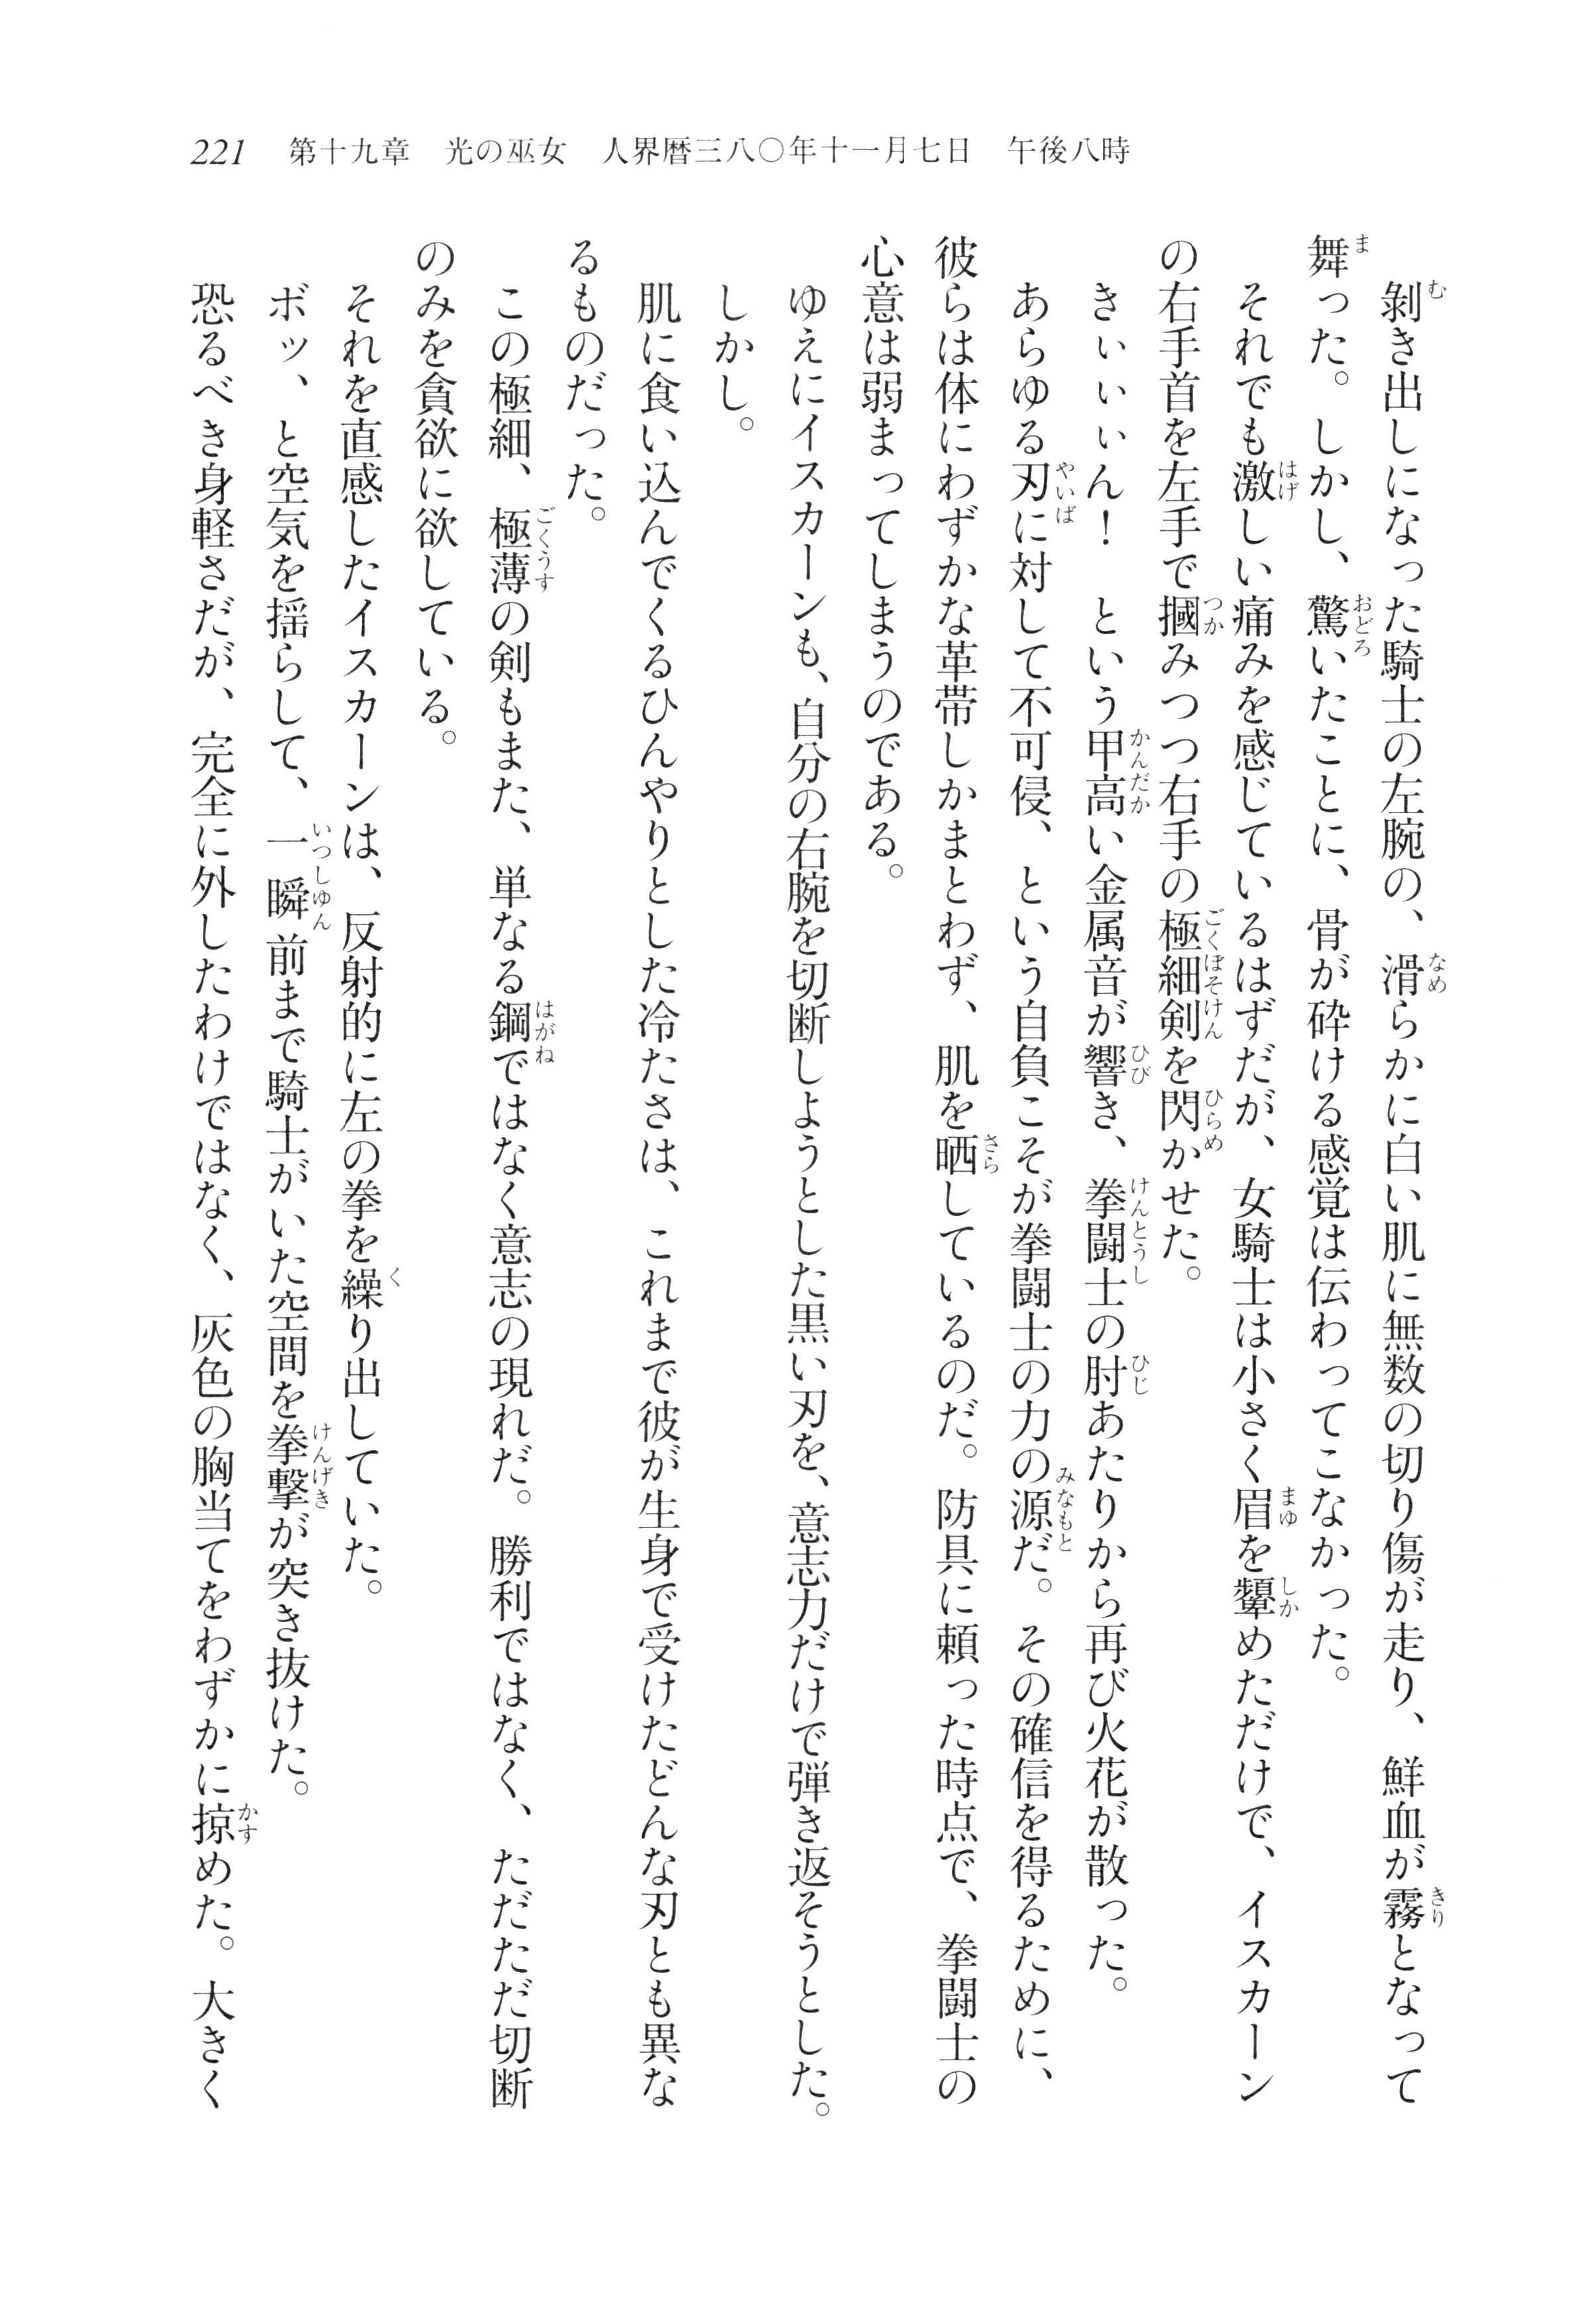 221　第十九章　光の巫女　人界暦三八〇年十一月七日　午後八時
　剝き出しになった騎士の左腕の、滑らかに白い肌に無数の切り傷が走り、鮮血が霧となって
舞った。しかし、驚いたことに、骨が砕ける感覚は伝わってこなかった。
　それでも激しい痛みを感じているはずだが、女騎士は小さく眉を顰めただけで、イスカーン
の右手首を左手で摑みつつ右手の極細剣を閃かせた。
　きぃぃぃん！　という甲高い金属音が響き、拳闘士の肘あたりから再び火花が散った。
　あらゆる刃に対して不可侵、という自負こそが拳闘士の力の源だ。その確信を得るために、
彼らは体にわずかな革帯しかまとわず、肌を晒しているのだ。防具に頼った時点で、拳闘士の
心意は弱まってしまうのである。
　ゆえにイスカーンも、自分の右腕を切断しようとした黒い刃を、意志力だけで弾き返そうとした。
　しかし。
　肌に食い込んでくるひんやりとした冷たさは、これまで彼が生身で受けたどんな刃とも異な
るものだった。
　この極細、極薄の剣もまた、単なる鋼ではなく意志の現れだ。勝利ではなく、ただただ切断
のみを貪欲に欲している。
　それを直感したイスカーンは、反射的に左の拳を繰り出していた。
　ボッ、と空気を揺らして、一瞬前まで騎士がいた空間を拳撃が突き抜けた。
　恐るべき身軽さだが、完全に外したわけではなく、灰色の胸当てをわずかに掠めた。大きく